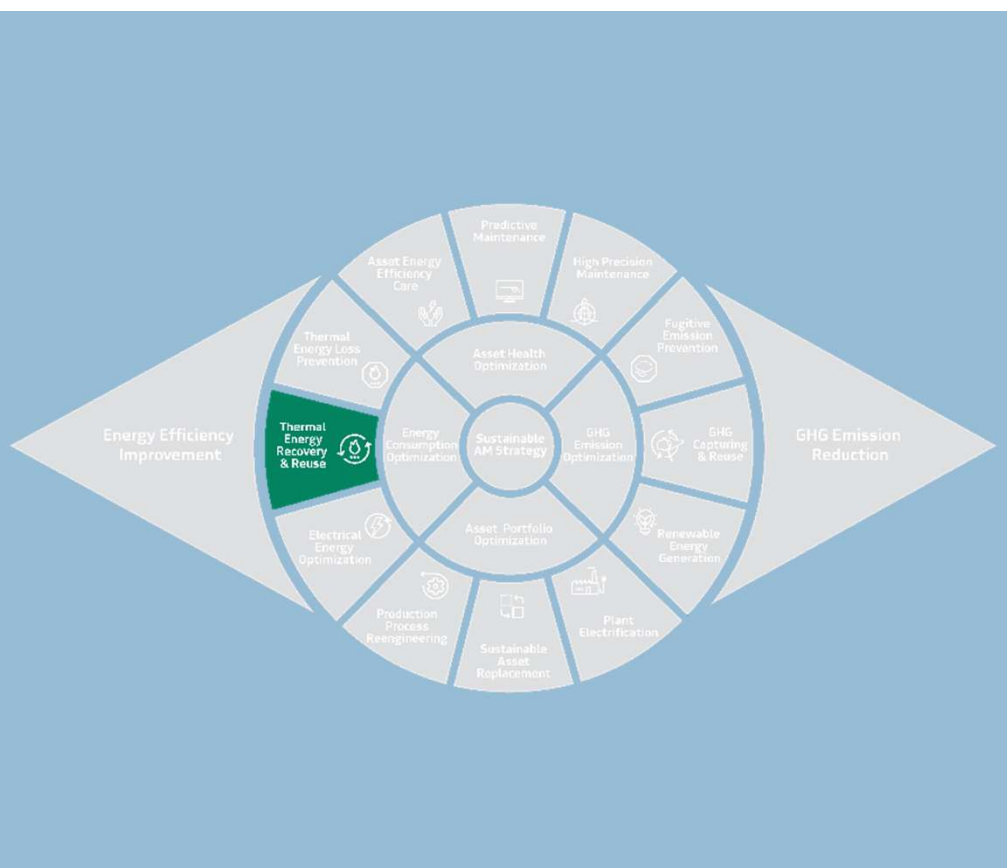 Predictive
Maintenance
Asset Energy
Efficiency
Care
High Precision
Maintenance
Thermal
Energy Loss
Prevention
Fugitive
Emission
Prevention
Asset Health
Optimization
Energy Efficiency
Improvement
Thermal
Energy
Recovery
& Reuse
Energy
Consumption
Optimization
Sustainable
AM Strategy
GHG
Emission
Optimization
GHG
Capturing
& Reuse
GHG Emission
Reduction
Electrical
Energy
Optimization
Asset Portfolio
Optimization
Renewable
Energy
Generation
Production
Process
Reengineering
Sustainable
Asset
Replacement
Plant
Electrification